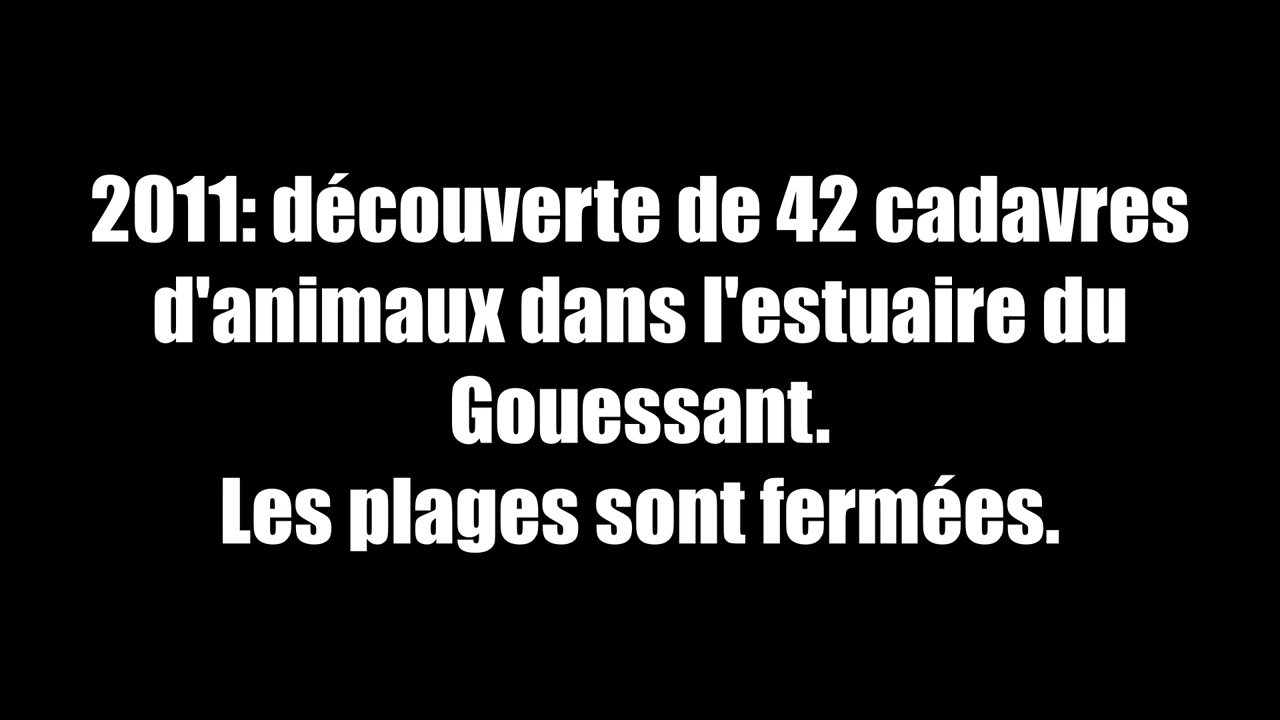 2011: découverte de 42 cadavres
d'animaux dans l'estuaire du
Gouessant.
Les plages sont fermées.